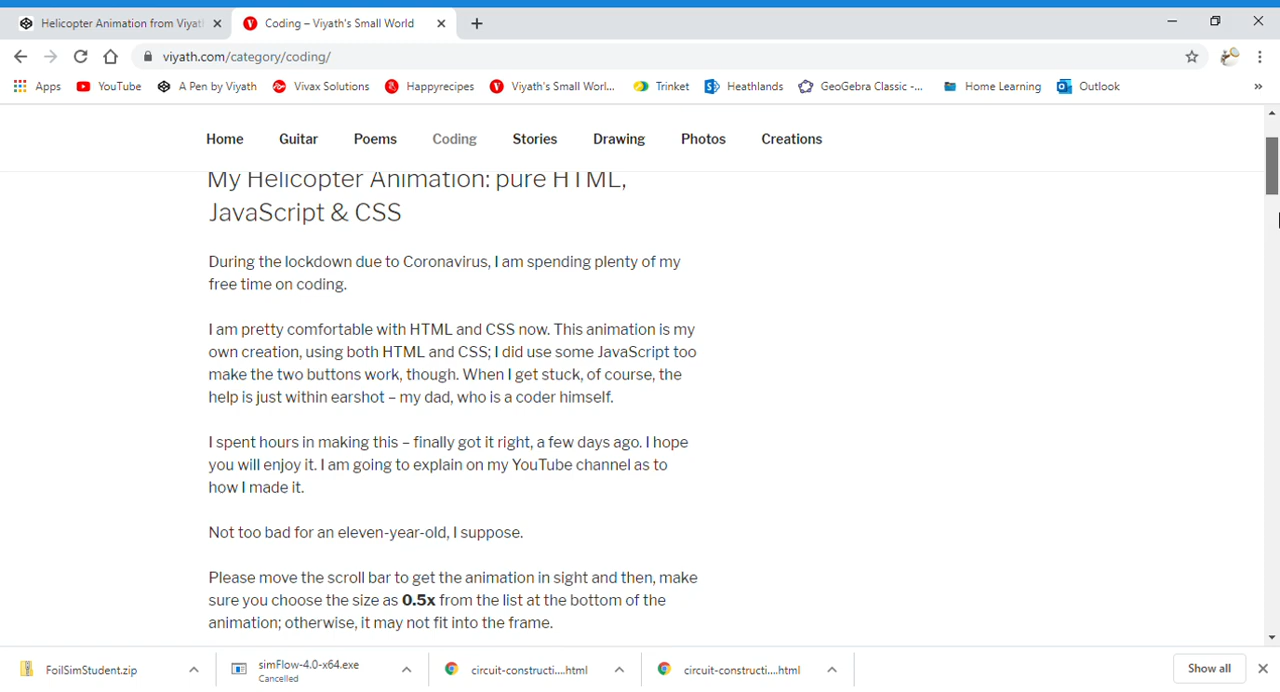 Helicopter Animation from Viyat
Coding – Viyath's Small World
viyath.com/category/coding/
Apps YouTube A Pen by Viyath Vivax Solutions Happyrecipes Viyath's Small Worl... Trinket Heathlands GeoGebra Classic -... Home Learning Outlook »
Home Guitar Poems Coding Stories Drawing Photos Creations
My Helicopter Animation: pure HTML,
JavaScript & CSS
During the lockdown due to Coronavirus, I am spending plenty of my
free time on coding.
I am pretty comfortable with HTML and CSS now. This animation is my
own creation, using both HTML and CSS; I did use some JavaScript too
make the two buttons work, though. When I get stuck, of course, the
help is just within earshot – my dad, who is a coder himself.
I spent hours in making this – finally got it right, a few days ago. I hope
you will enjoy it. I am going to explain on my YouTube channel as to
how I made it.
Not too bad for an eleven-year-old, I suppose.
Please move the scroll bar to get the animation in sight and then, make
sure you choose the size as 0.5x from the list at the bottom of the
animation; otherwise, it may not fit into the frame.
FoilSimStudent.zip
simFlow-4.0-x64.exe
Cancelled
circuit-constructi....html
circuit-constructi....html
Show all